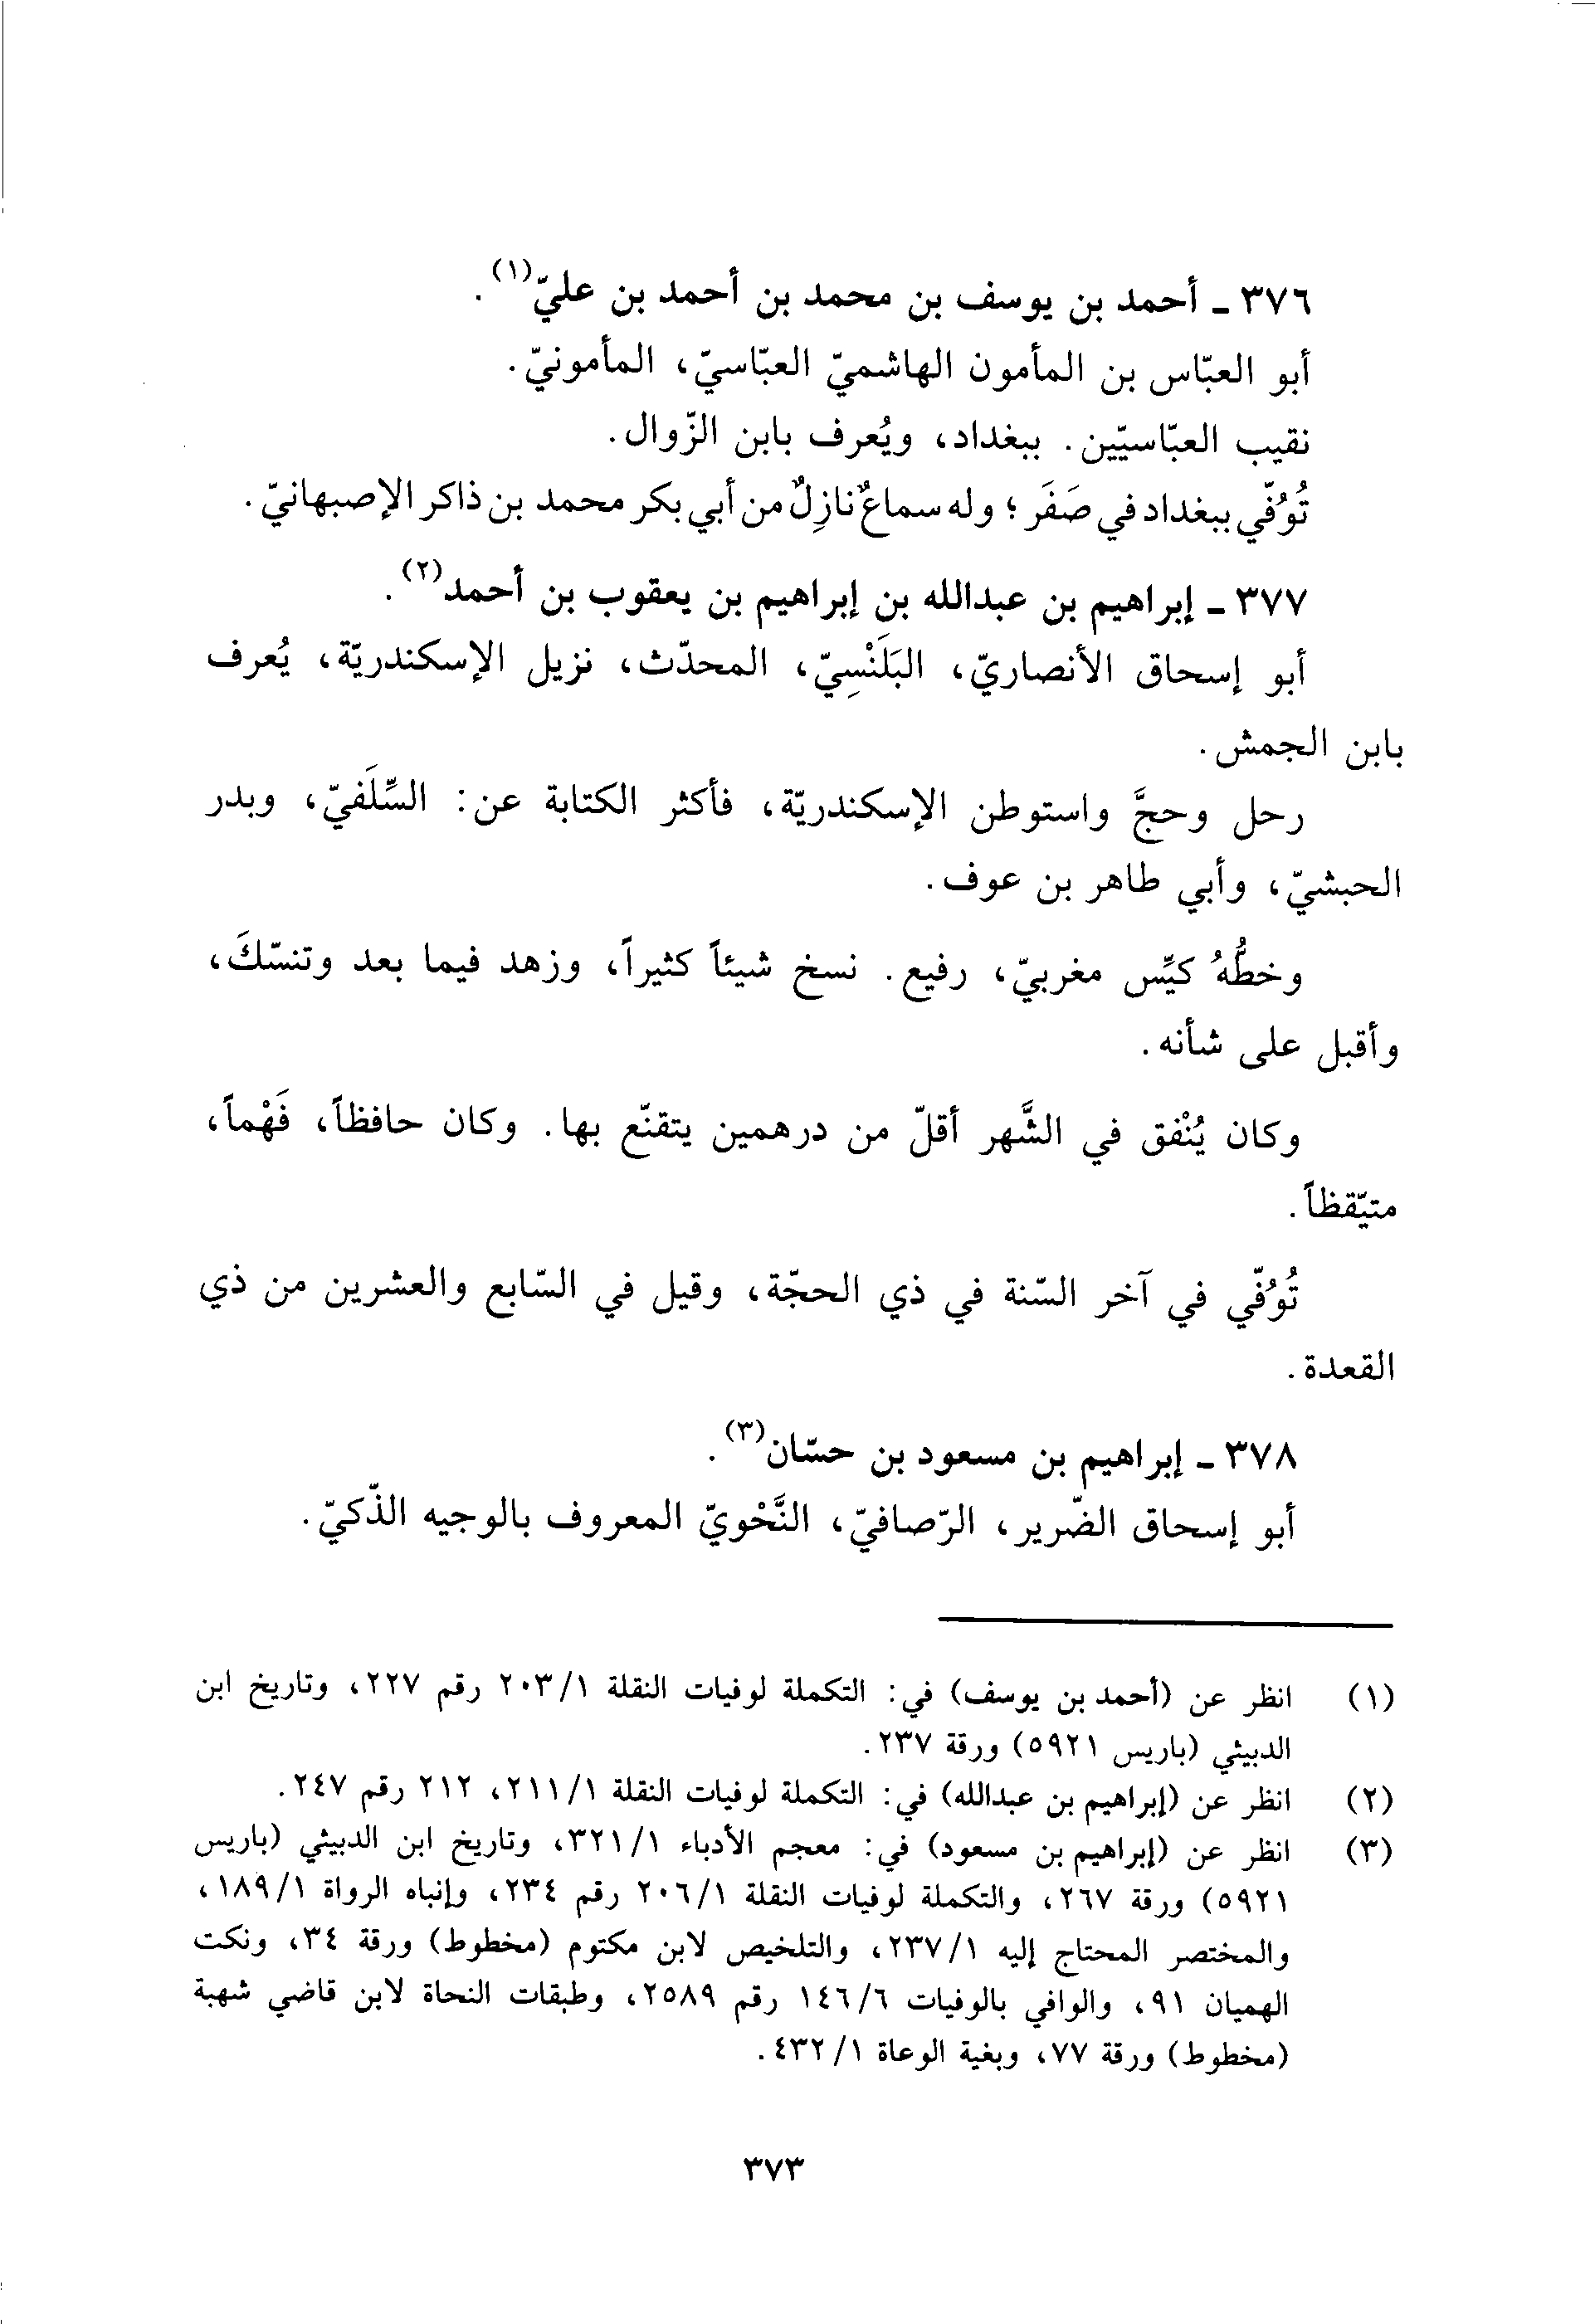 ٣٧٦ ـ أحمد بن يوسف بن محمد بن أحمد بن عليّ(١).
أبو العبّاس بن المأمون الهاشميّ العبّاسيّ، المأمونيّ.
نقيب العبّاسيّين. ببغداد، ويُعرف بابن الزّوال.
تُوُفّي ببغداد في صَفَر؛ وله سماعٌ نازِلٌ من أبي بكر محمد بن ذاكر الإصبهانيّ.
٣٧٧ ـ إبراهيم بن عبدالله بن إبراهيم بن يعقوب بن أحمد(٢).
أبو إسحاق الأنصاريّ، البَلَنْسِيّ، المحدّث، نزيل الإسكندريّة، يُعرف
بابن الجمش.
رحل وحجَّ واستوطن الإسكندريّة، فأكثر الكتابة عن: السِّلَفيّ، وبدر
الحبشيّ، وأبي طاهر بن عوف.
وخطُّهُ كيِّس مغربيّ، رفيع. نسخ شيئاً كثيراً، وزهد فيما بعد وتنسّكَ،
وأقبل على شأنه.
وكان يُنْفق في الشَّهر أقلّ من درهمين يتقنّع بها. وكان حافظاً، فَهْماً،
متيّقظاً.
تُوُفّي في آخر السّنة في ذي الحجّة، وقيل في السّابع والعشرين من ذي
القعدة.
٣٧٨ ـ إبراهيم بن مسعود بن حسّان(٣).
أبو إسحاق الضّرير، الرّصافيّ، النَّحْويّ المعروف بالوجيه الذّكيّ.
(١) انظر عن (أحمد بن يوسف) في: التكملة لوفيات النقلة ٢٠٣/١ رقم ٢٢٧، وتاريخ ابن
الدبيثي (باريس ٥٩٢١) ورقة ٢٣٧.
(٢) انظر عن (إبراهيم بن عبدالله) في: التكملة لوفيات النقلة ٢١١/١، ٢١٢ رقم ٢٤٧.
(٣) انظر عن (إبراهيم بن مسعود) في: معجم الأدباء ٣٢١/١، وتاريخ ابن الدبيثي (باريس
٥٩٢١) ورقة ٢٦٧، والتكملة لوفيات النقلة ٢٠٦/١ رقم ٢٣٤، وإنباه الرواة ١٨٩/١،
والمختصر المحتاج إليه ٢٣٧/١، والتلخيص لابن مكتوم (مخطوط) ورقة ٣٤، ونكت
الهميان ٩١، والوافي بالوفيات ١٤٦/٦ رقم ٢٥٨٩، وطبقات النحاة لابن قاضي شهبة
(مخطوط) ورقة ٧٧، وبغية الوعاة ٤٣٢/١.
٣٧٣